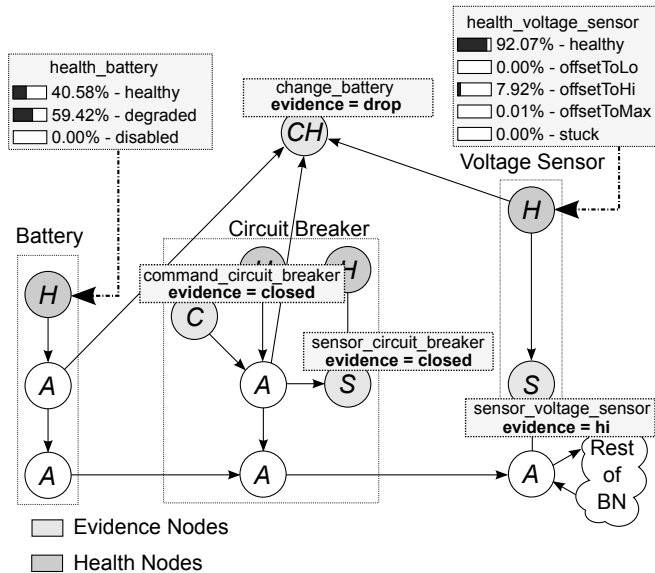 health_voltage_sensor
92.07% - healthy
0.00% - offsetToLo
7.92% - offsetToHi
0.01% - offsetToMax
0.00% - stuck
health_battery
40.58% - healthy
59.42% - degraded
0.00% - disabled
change_battery
evidence = drop
CH
Voltage Sensor
H
Battery
Circuit Breaker
H
H
H
command_circuit_breaker
evidence = closed
C
sensor_circuit_breaker
evidence = closed
A
A
S
S
sensor_voltage_sensor
evidence = hi
A
A
A
Rest
of
BN
Evidence Nodes
Health Nodes